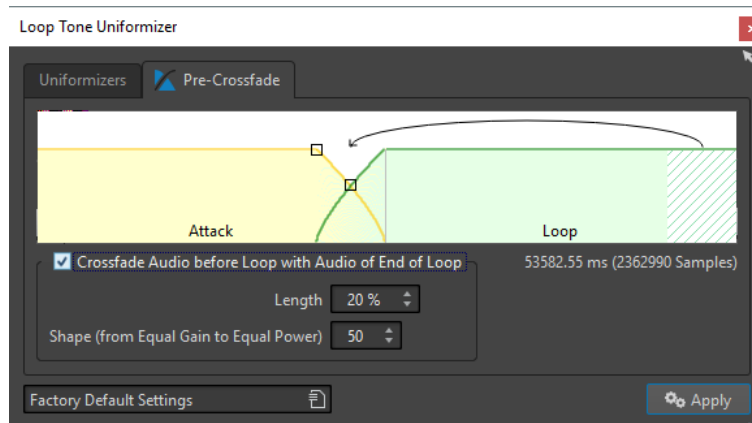 Loop Tone Uniformizer
Uniformizers
Pre-Crossfade
Attack
Loop
Crossfade Audio before Loop with Audio of End of Loop
53582.55 ms (2362990 Samples)
Length 20 %
Shape (from Equal Gain to Equal Power) 50
Factory Default Settings
Apply